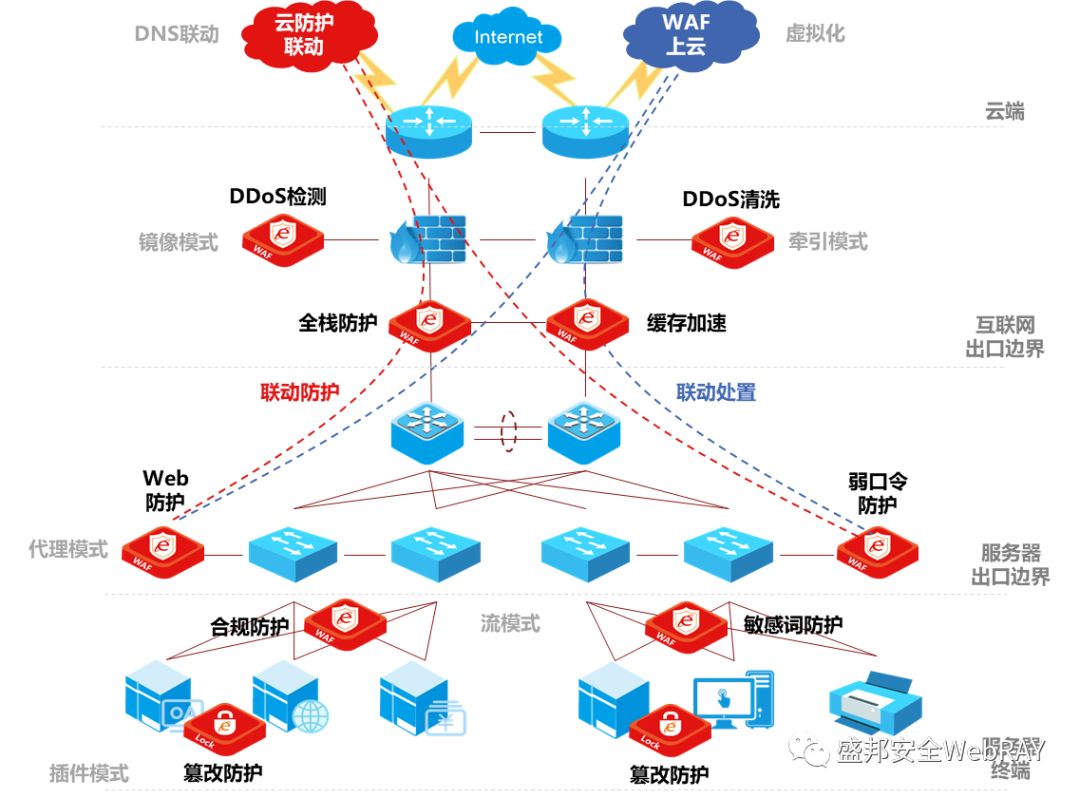 DNS联动
云防护
联动
Internet
WAF
上云
虚拟化
云端
DDoS检测
DDoS清洗
镜像模式
WAF
WAF
牵引模式
全栈防护
WAF
WAF
缓存加速
互联网
出口边界
联动防护
联动处置
Web
防护
弱口令
防护
代理模式
WAF
WAF
服务器
出口边界
合规防护
WAF
流模式
WAF
敏感词防护
OA
¥
Lock
Lock
服务器
终端
盛邦安全WebRAY
插件模式
篡改防护
篡改防护